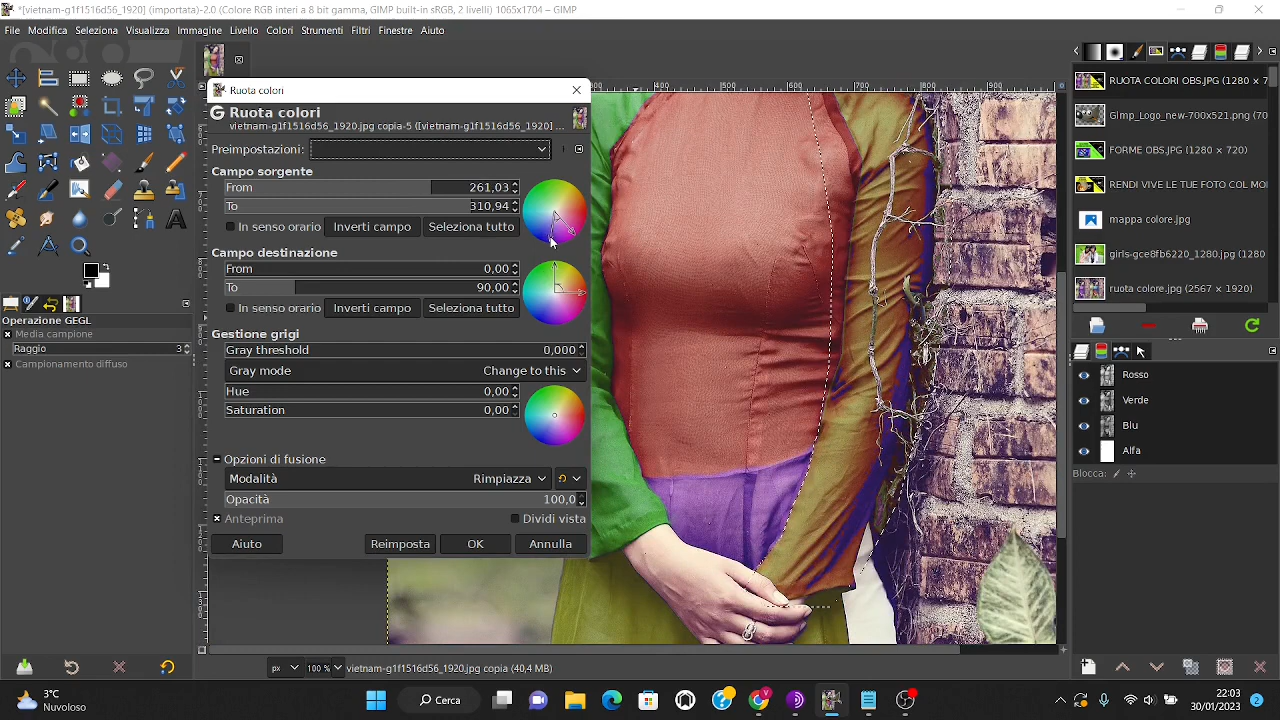 *[vietnam-g1f1516d56_1920] (importata)-2.0 (Colore RGB interi a 8 bit gamma, GIMP built-in sRGB, 2 livelli) 1065x1704 – GIMP
File Modifica Seleziona Visualizza Immagine Livello Colori Strumenti Filtri Finestre Aiuto
Ruota colori
Ruota colori
vietnam-g1f1516d56_1920.jpg copia-5 ([vietnam-g1f1516d56_1920] ...
Preimpostazioni:
Campo sorgente
From 261,03
To 310,94
In senso orario Inverti campo Seleziona tutto
Campo destinazione
From 0,00
To 90,00
In senso orario Inverti campo Seleziona tutto
Gestione grigi
Gray threshold 0,000
Gray mode Change to this
Hue 0,00
Saturation 0,00
Opzioni di fusione
Modalità Rimpiazza
Opacità 100,0
Anteprima Dividi vista
Aiuto Reimposta OK Annulla
Operazione GEGL
Media campione
Raggio 3
Campionamento diffuso
500 600 700 800 900
RUOTA COLORI OBS.JPG (1280 × 7
GImp_Logo_new-700x521.png (70
FORME OBS.JPG (1280 × 720)
RENDI VIVE LE TUE FOTO COL MO
mappa colore.jpg
girls-gce8fb6220_1280.jpg (1280
ruota colore.jpg (2567 × 1920)
Rosso
Verde
Blu
Alfa
Blocca:
px 100 % vietnam-g1f1516d56_1920.jpg copia (40,4 MB)
3°C
Nuvoloso
Cerca
22:03
30/01/2023
2